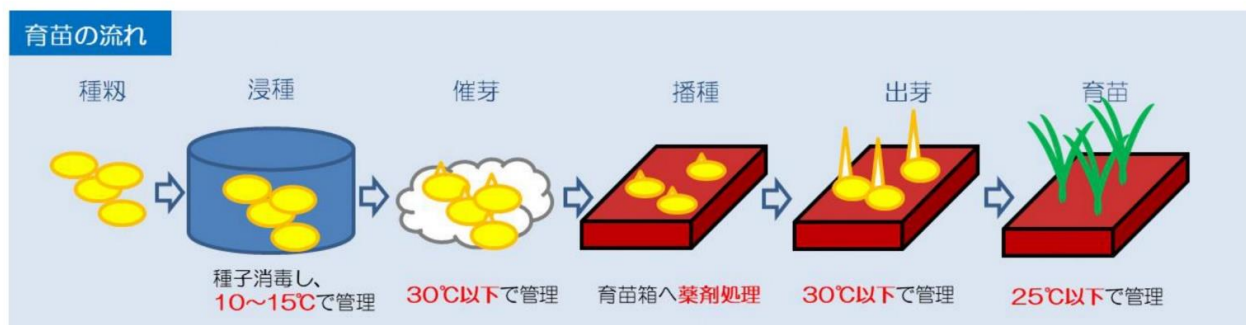 育苗の流れ
種籾
浸種
催芽
播種
出芽
育苗
種子消毒し、
10〜15℃で管理
30℃以下で管理
育苗箱へ薬剤処理
30℃以下で管理
25℃以下で管理